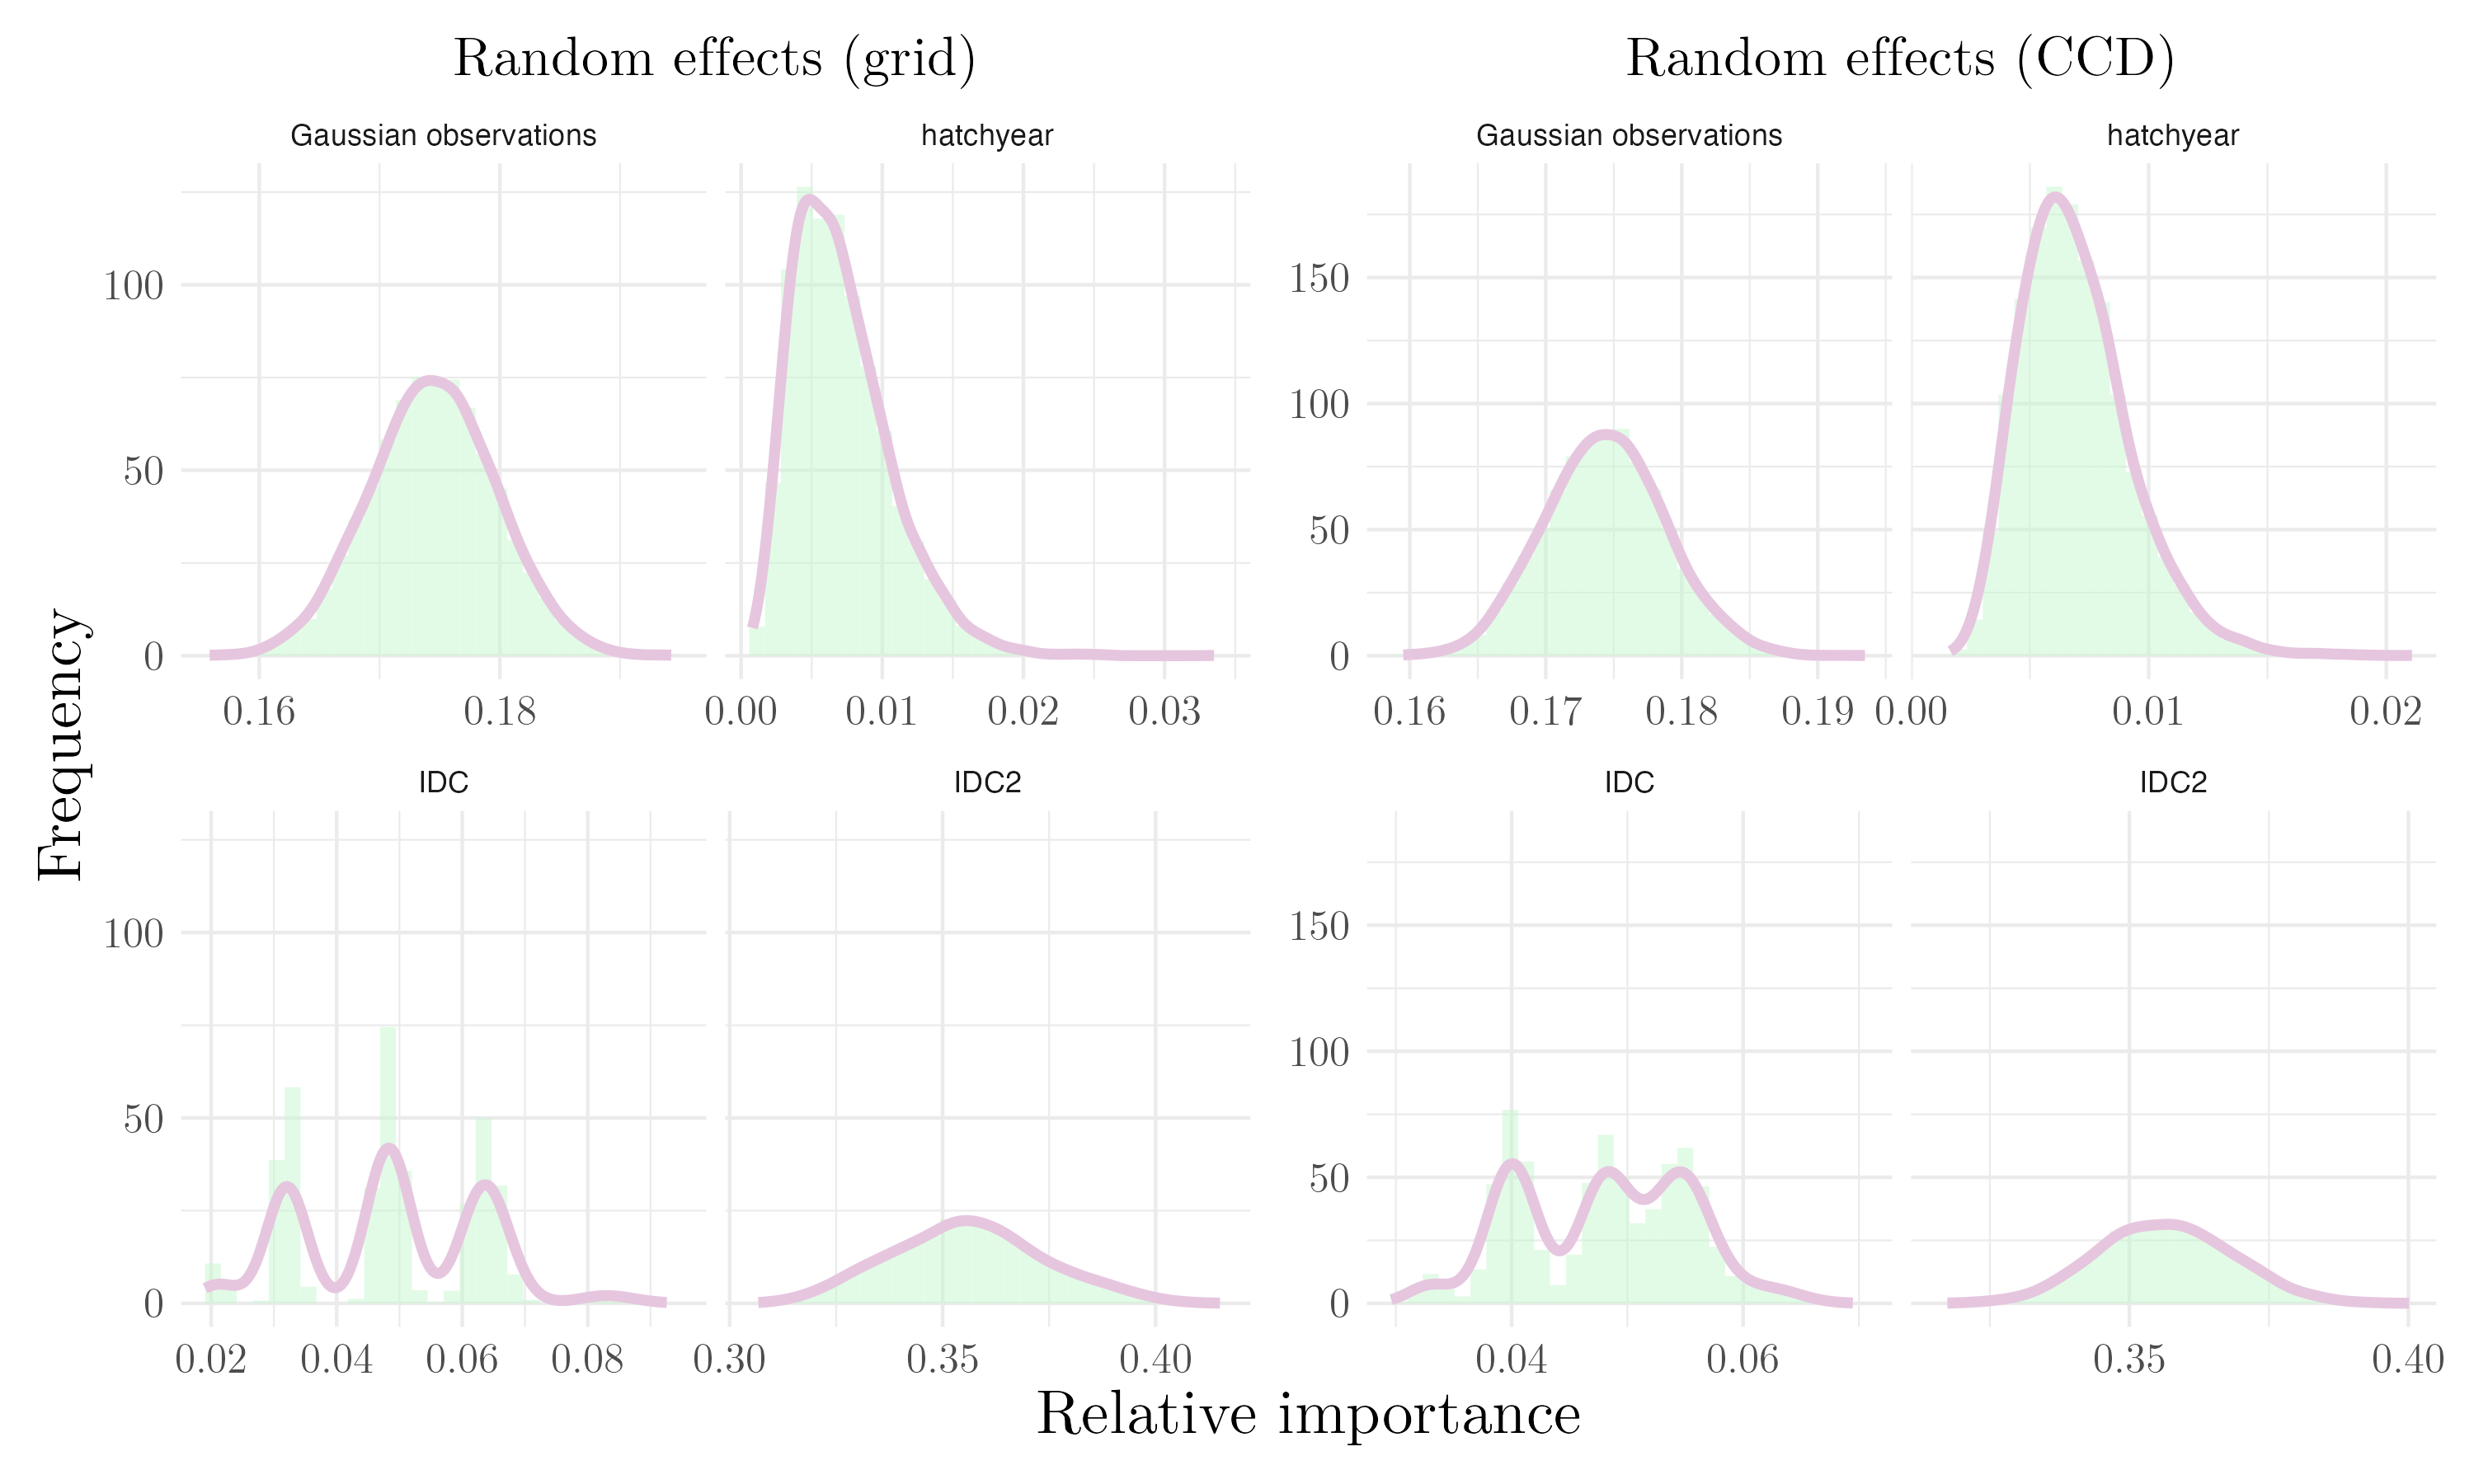 Random effects (grid)
Random effects (CCD)
Gaussian observations
hatchyear
Gaussian observations
hatchyear
100
50
0
150
100
50
0
0.16 0.18
0.00 0.01 0.02 0.03
0.16 0.17 0.18 0.19
0.00 0.01 0.02
Frequency
IDC
IDC2
IDC
IDC2
100
50
0
150
100
50
0
0.02 0.04 0.06 0.08
0.30 0.35 0.40
0.04 0.06
0.35 0.40
Relative importance